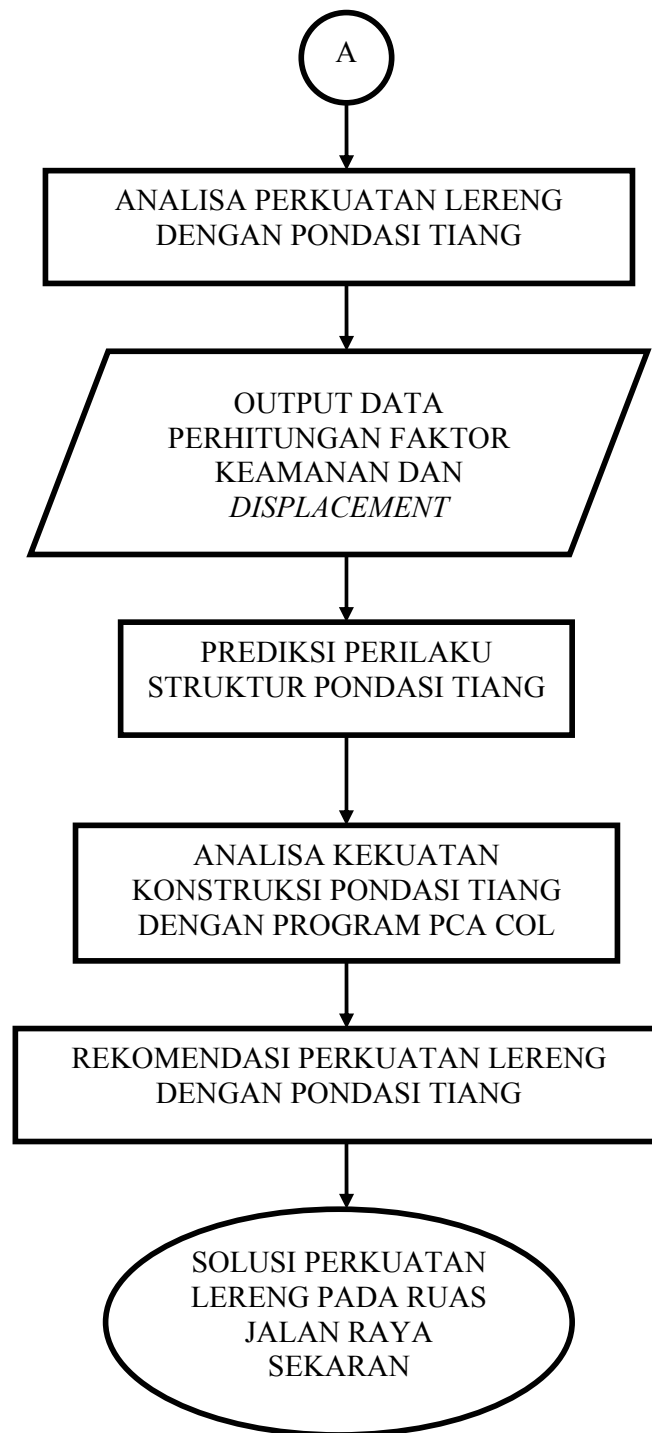 A
ANALISA PERKUATAN LERENG
DENGAN PONDASI TIANG
OUTPUT DATA
PERHITUNGAN FAKTOR
KEAMANAN DAN
DISPLACEMENT
PREDIKSI PERILAKU
STRUKTUR PONDASI TIANG
ANALISA KEKUATAN
KONSTRUKSI PONDASI TIANG
DENGAN PROGRAM PCA COL
REKOMENDASI PERKUATAN LERENG
DENGAN PONDASI TIANG
SOLUSI PERKUATAN
LERENG PADA RUAS
JALAN RAYA
SEKARAN